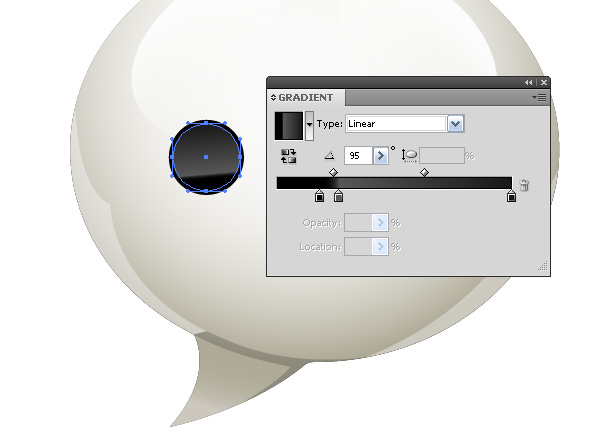 GRADIENT
Type: Linear
95 ° %
Opacity: %
Location: %